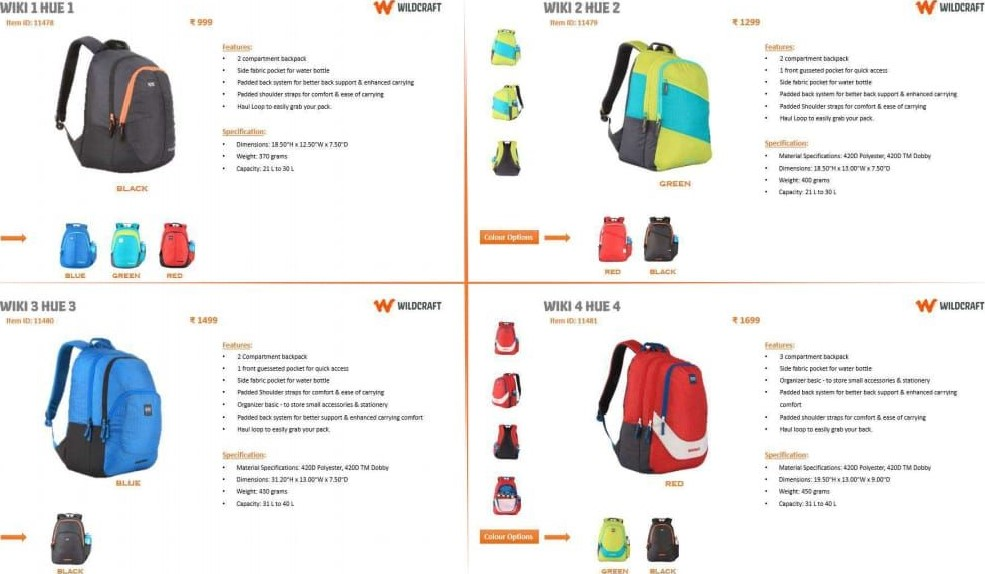 WIKI 1 HUE 1
WILDCRAFT
Item ID: 11478
₹ 999
Features:
2 compartment backpack
Side fabric pocket for water bottle
Padded back system for better back support & enhanced carrying
Padded shoulder straps for comfort & ease of carrying
Haul Loop to easily grab your pack.
Specification:
Dimensions: 18.50"H x 12.50"W x 7.50"D
Weight: 370 grams
Capacity: 21 L to 30 L
BLACK
BLUE
GREEN
RED
WIKI 2 HUE 2
WILDCRAFT
Item ID: 11479
₹ 1299
Features:
2 compartment backpack
1 front gusseted pocket for quick access
Side fabric pocket for water bottle
Padded back system for better back support & enhanced carrying
Padded Shoulder straps for comfort & ease of carrying
Haul Loop to easily grab your pack.
Specification:
Material Specifications: 420D Polyester, 420D TM Dobby
Dimensions: 18.50"H x 13.00"W x 7.50"D
Weight: 400 grams
Capacity: 21 L to 30 L
GREEN
Colour Options
RED
BLACK
WIKI 3 HUE 3
WILDCRAFT
Item ID: 11480
₹ 1499
Features:
2 Compartment backpack
1 front guesseted pocket for quick access
Side fabric pocket for water bottle
Padded Shoulder straps for comfort & ease of carrying
Organizer basic - to store small accessories & stationery
Padded back system for better support & enhanced carrying comfort
Haul loop to easily grab your pack.
Specification:
Material Specifications: 420D Polyester, 420D TM Dobby
Dimensions: 31.20"H x 13.00"W x 7.50"D
Weight: 430 grams
Capacity: 31 L to 40 L
BLUE
BLACK
WIKI 4 HUE 4
WILDCRAFT
Item ID: 11481
₹ 1699
Features:
3 compartment backpack
Side fabric pocket for water bottle
Organizer basic - to store small accessories & stationery
Padded back system for better back support & enhanced carrying
comfort
Padded shoulder straps for comfort & ease of carrying
Haul loop to easily grab your pack.
Specification:
Material Specifications: 420D Polyester, 420D TM Dobby
Dimensions: 19.50"H x 13.00"W x 9.00"D
Weight: 450 grams
Capacity: 31 L to 40 L
RED
Colour Options
GREEN
BLACK